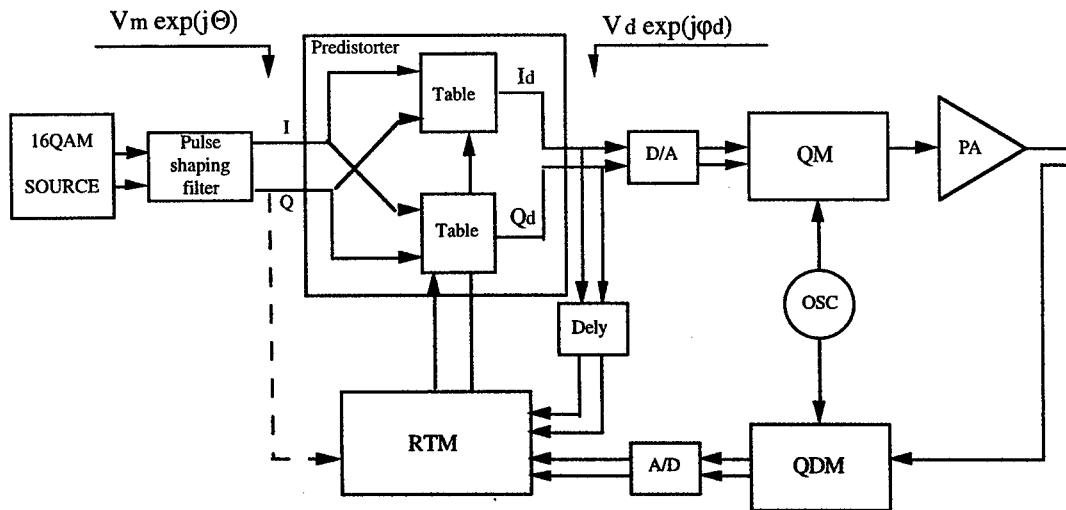 Vm exp(jΘ)
Vd exp(jφd)
Predistorter
Table
Id
16QAM
SOURCE
Pulse
shaping
filter
I
Q
Table
Qd
D/A
QM
PA
OSC
Dely
RTM
A/D
QDM